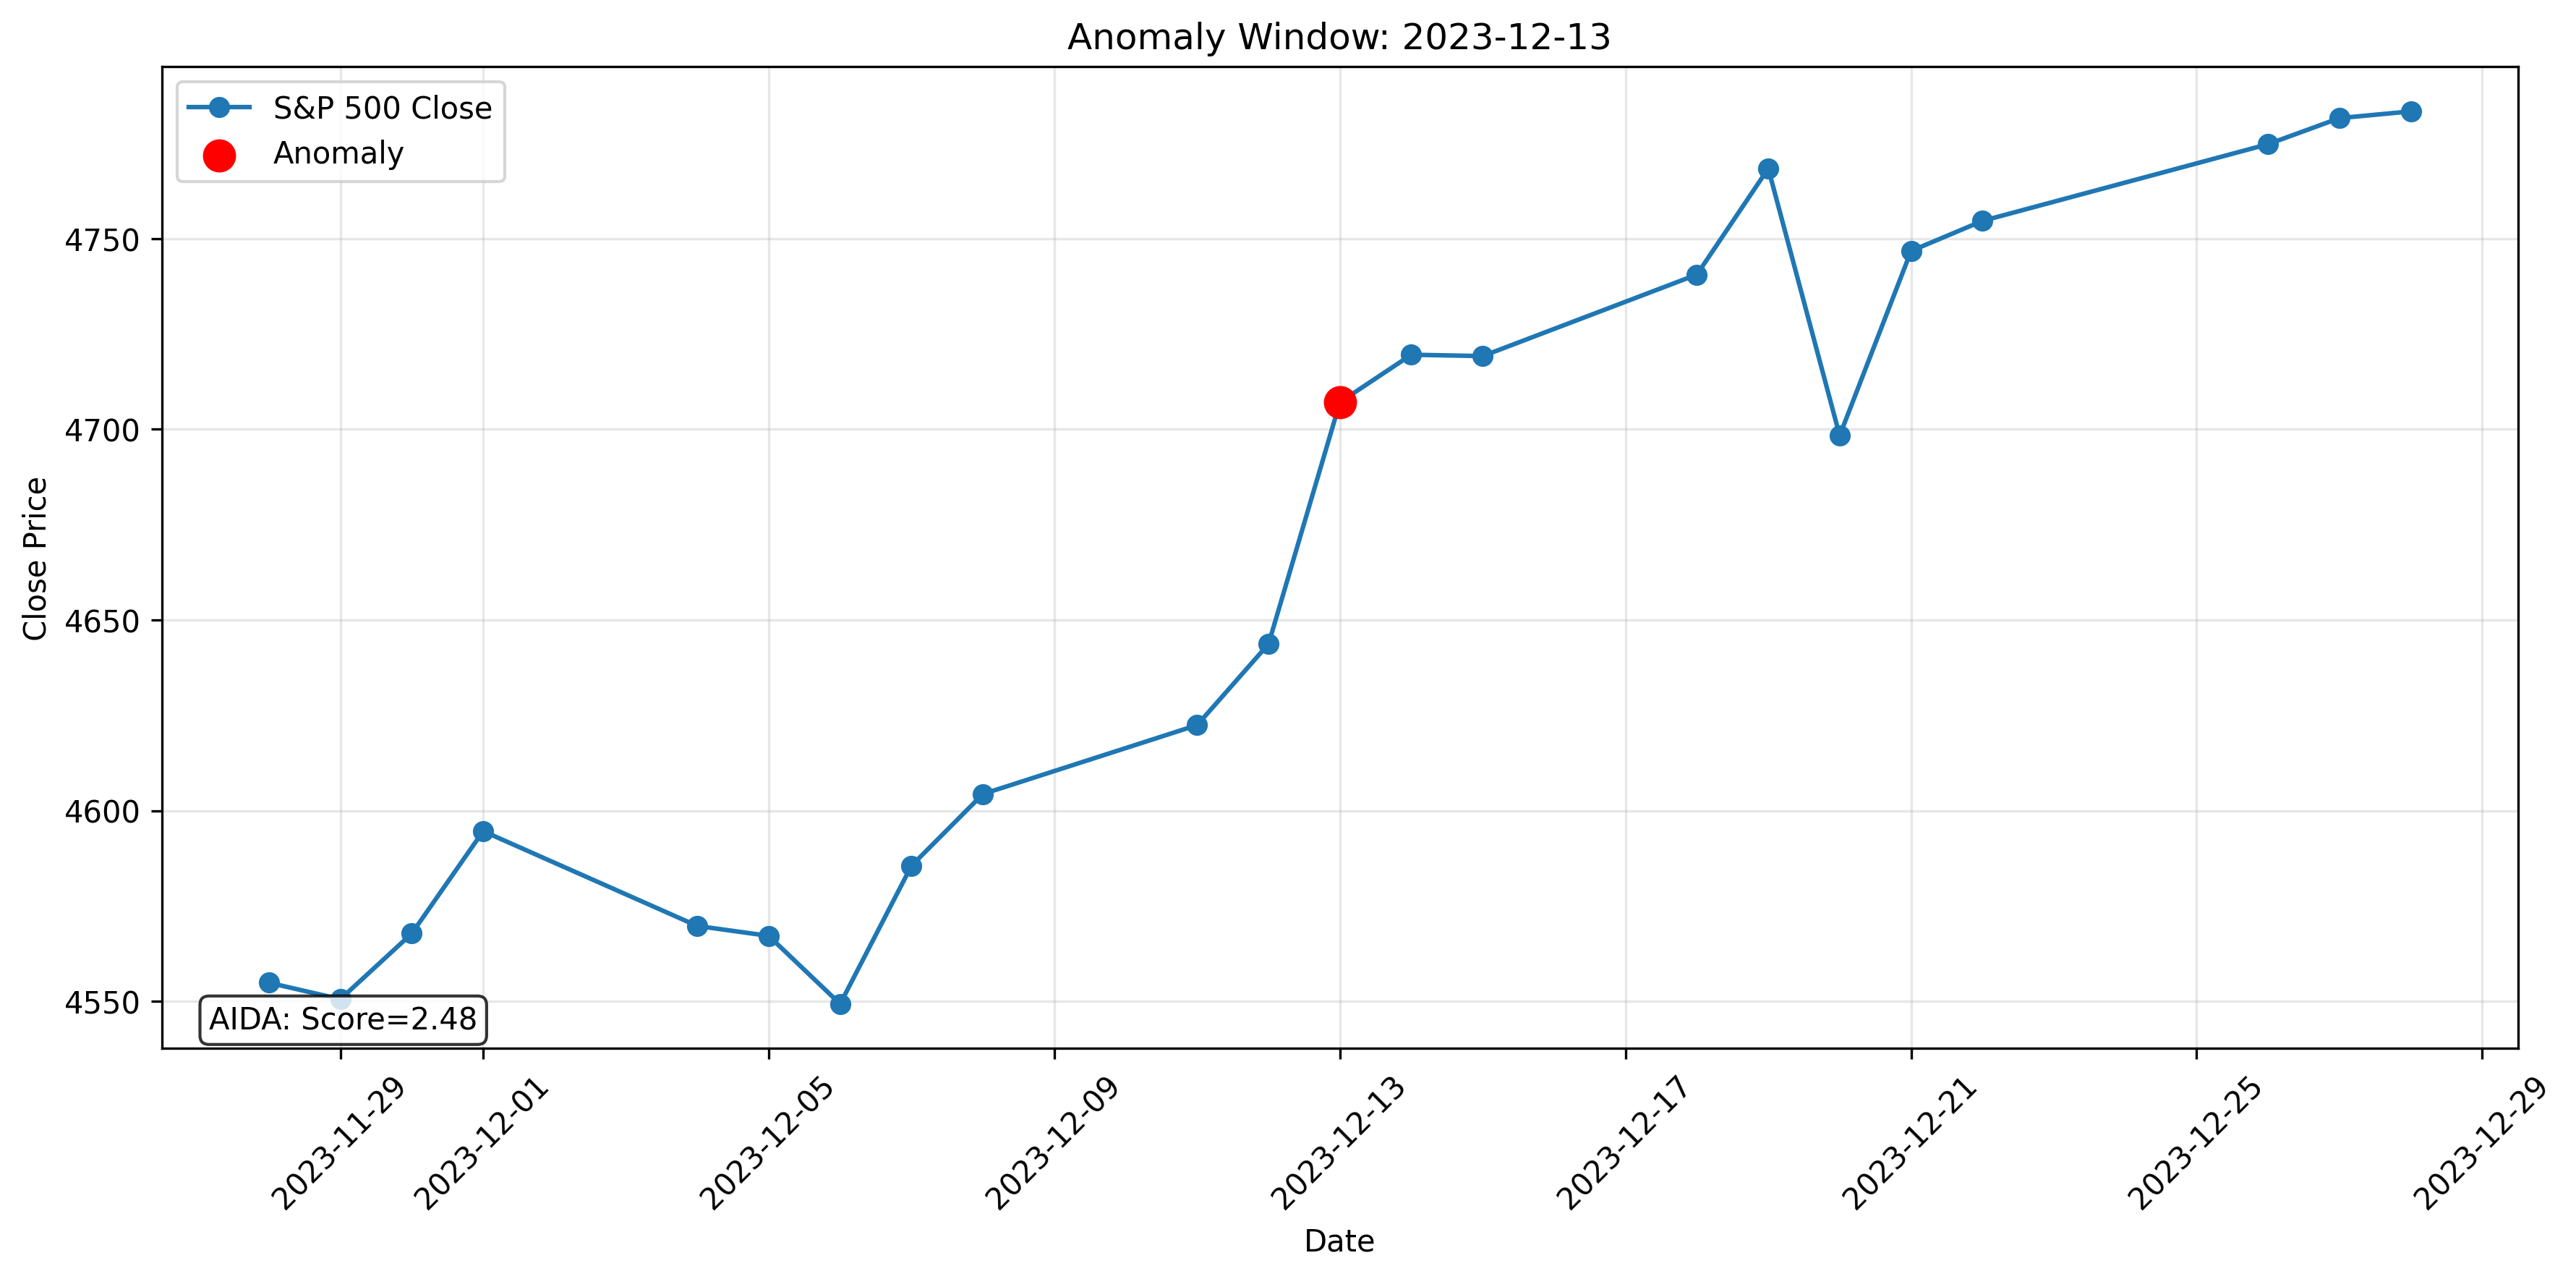 Anomaly Window: 2023-12-13
S&P 500 Close
Anomaly
Close Price
4750
4700
4650
4600
4550
AIDA: Score=2.48
2023-11-29
2023-12-01
2023-12-05
2023-12-09
2023-12-13
2023-12-17
2023-12-21
2023-12-25
2023-12-29
Date